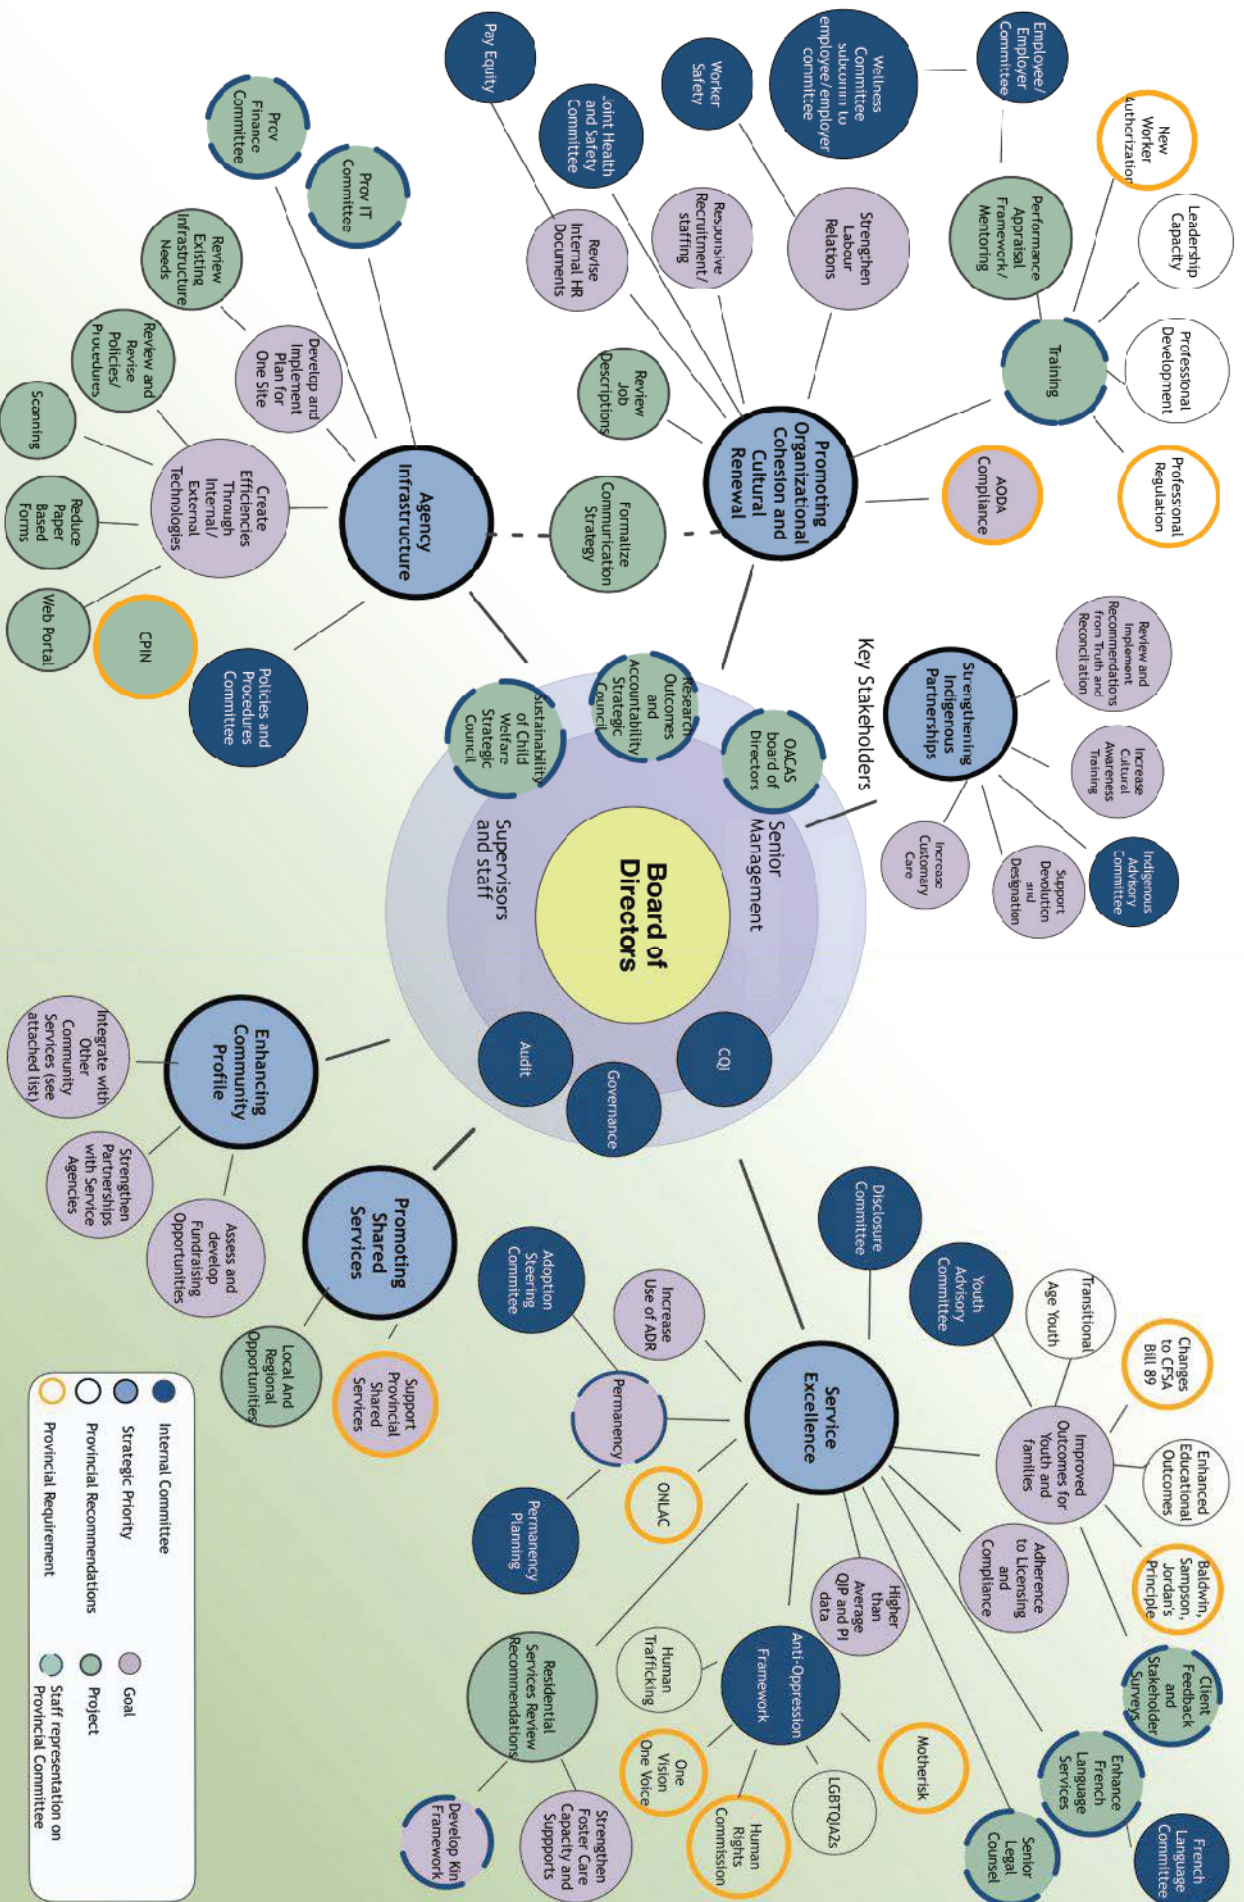 Employee/
Employer
Committee
Wellness
Committee
subcomm to
employee/employer
committee
Worker
Safety
Pay Equity
Joint Health
and Safety
Committee
New
Worker
Authorization
Leadership
Capacity
Professional
Development
Professional
Regulation
Performance
Appraisal
Framework/
Mentoring
Training
AODA
Compliance
Strengthen
Labour
Relations
Responsive
Recruitment/
staffing
Revise
Internal HR
Documents
Review
Job
Descriptions
Promoting
Organizational
Cohesion and
Cultural
Renewal
Formalize
Communication
Strategy
Prov
Finance
Committee
Prov IT
Committee
Review
Existing
Infrastructure
Needs
Develop and
Implement
Plan for
One Site
Review and
Revise
Policies/
Procedures
Scanning
Reduce
Paper
Based
Forms
Web Portal
Create
Efficiencies
Through
Internal/
External
Technologies
Agency
Infrastructure
CPIN
Policies and
Procedures
Committee
Review and
Implement
Recommendations
from Truth and
Reconciliation
Increase
Cultural
Awareness
Training
Indigenous
Advisory
Committee
Support
Devolution
and
Designation
Increase
Customary
Care
Strengthening
Indigenous
Partnerships
Key Stakeholders
OACAS
board of
Directors
Research
Outcomes
and
Accountability
Strategic
Council
Sustainability
of Child
Welfare
Strategic
Council
Senior
Management
Board of
Directors
Supervisors
and staff
CQI
Governance
Audit
Enhancing
Community
Profile
Integrate with
Other
Community
Services (see
attached list)
Strengthen
Partnerships
with Service
Agencies
Assess and
develop
Fundraising
Opportunities
Promoting
Shared
Services
Local And
Regional
Opportunities
Support
Provincial
Shared
Services
Service
Excellence
Disclosure
Committee
Youth
Advisory
Committee
Transitional
Age Youth
Changes
to CFSA
Bill 89
Enhanced
Educational
Outcomes
Baldwin,
Sampson,
Jordan's
Principle
Client
Feedback
and
Stakeholder
Surveys
Improved
Outcomes for
Youth and
families
Adherence
to Licensing
and
Compliance
Enhance
French
Language
Services
French
Language
Committee
Senior
Legal
Counsel
Higher
than
Average
QIP and PI
data
Anti-Oppression
Framework
Motherisk
LGBTQIA2s
Human
Rights
Commission
One
Vision
One Voice
Human
Trafficking
Increase
Use of ADR
Adoption
Steering
Commitee
Permanency
Permanency
Planning
ONLAC
Residential
Services Review
Recommendations
Strengthen
Foster Care
Capacity and
Supports
Develop Kin
Framework
Internal Committee
Strategic Priority
Provincial Recommendations
Provincial Requirement
Goal
Project
Staff representation on
Provincial Committee